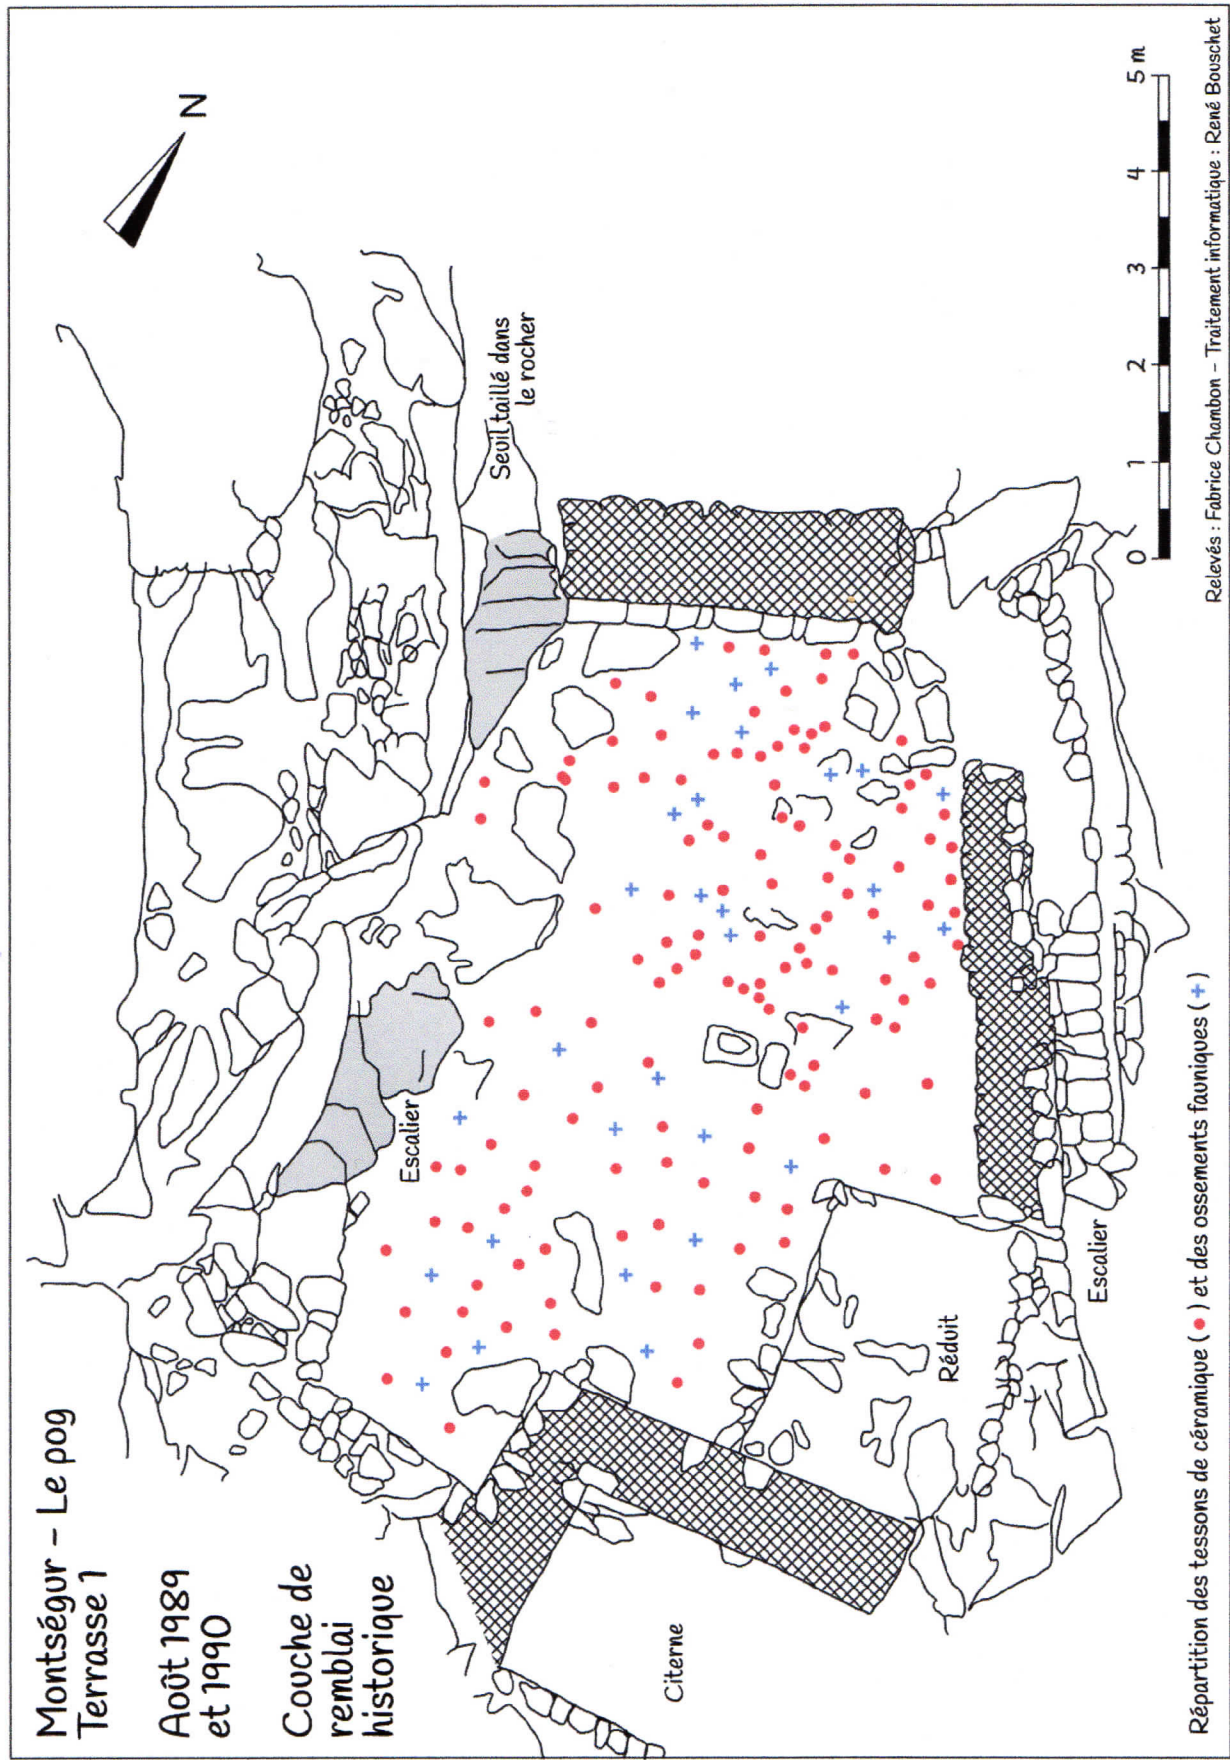 Montségur – Le pog
Terrasse 1
Août 1989
et 1990
Couche de
remblai
historique
N
Seuil taillé dans
le rocher
Escalier
Citerne
Réduit
Escalier
0 1 2 3 4 5 m
Répartition des tessons de céramique ( ● ) et des ossements fauniques ( + )
Relevés : Fabrice Chambon – Traitement informatique : René Bouschet